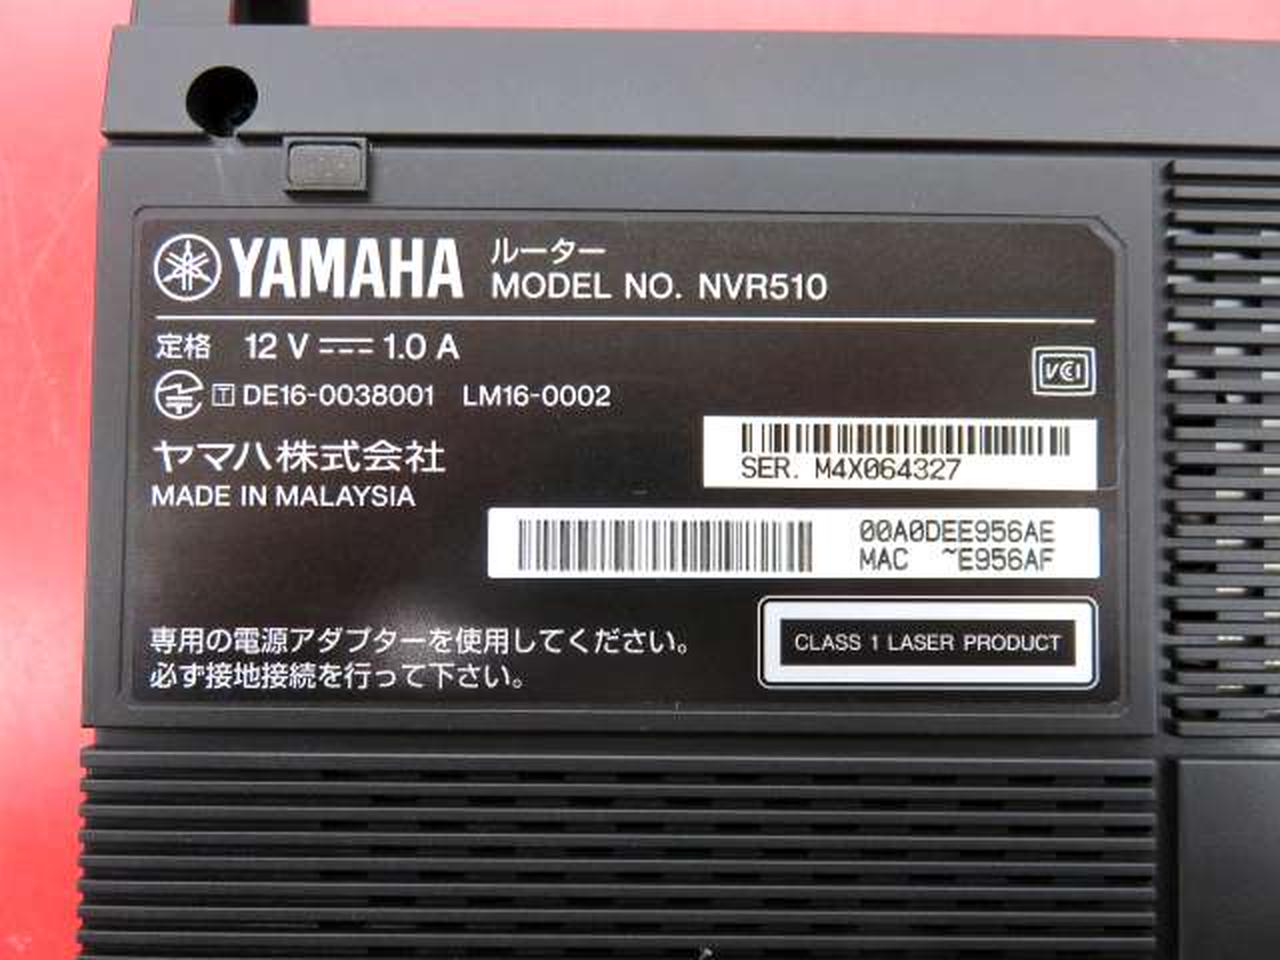 YAMAHA
ルーター
MODEL NO. NVR510
定格 12 V ⎓ 1.0 A
T DE16-0038001 LM16-0002
VCCI
ヤマハ株式会社
SER. M4X064327
MADE IN MALAYSIA
00A0DEE956AE
MAC ~E956AF
専用の電源アダプターを使用してください。
必ず接地接続を行って下さい。
CLASS 1 LASER PRODUCT